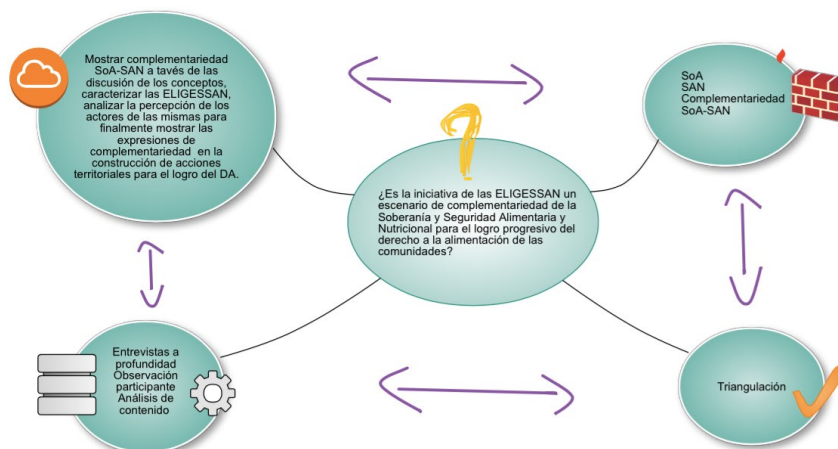 Mostrar complementariedad
SoA-SAN a tavés de las
discusión de los conceptos,
caracterizar las ELIGESSAN,
analizar la percepción de los
actores de las mismas para
finalmente mostrar las
expresiones de
complementariedad en la
construcción de acciones
territoriales para el logro del DA.
SoA
SAN
Complementariedad
SoA-SAN
?
¿Es la iniciativa de las ELIGESSAN un
escenario de complementariedad de la
Soberanía y Seguridad Alimentaria y
Nutricional para el logro progresivo del
derecho a la alimentación de las
comunidades?
Entrevistas a
profundidad
Observación
participante
Análisis de
contenido
Triangulación